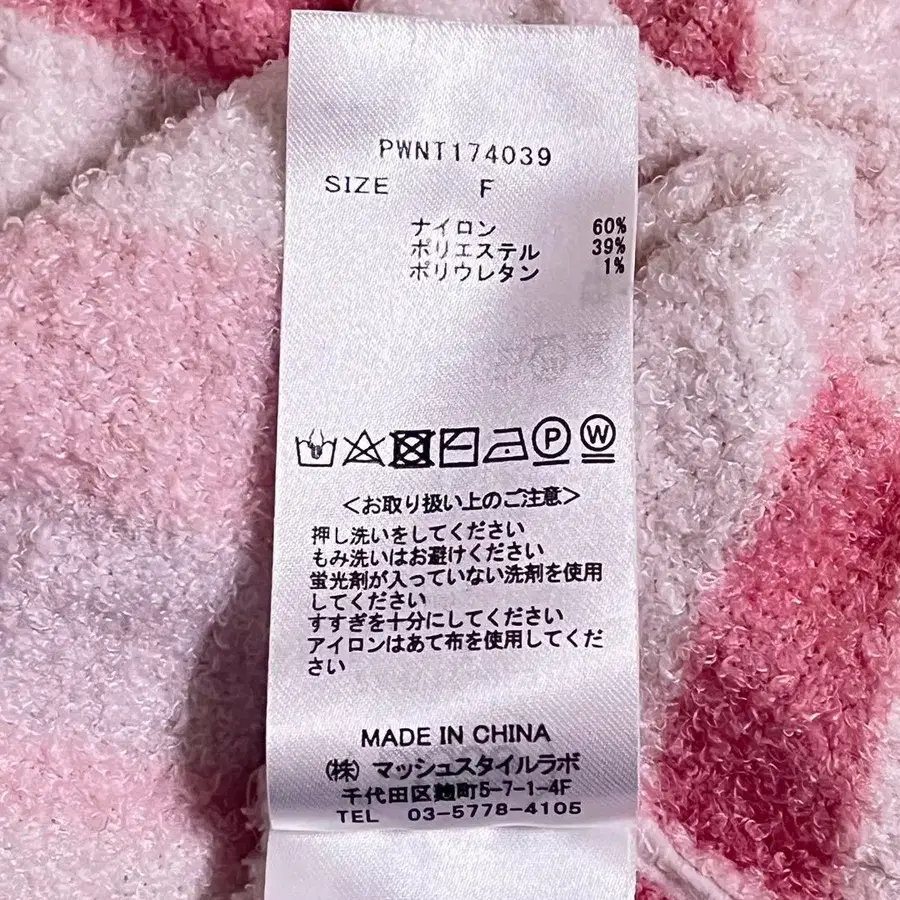 PWNT174039
SIZE F
ナイロン 60%
ポリエステル 39%
ポリウレタン 1%
P W
＜お取り扱い上のご注意＞
押し洗いをしてください
もみ洗いはお避けください
蛍光剤が入っていない洗剤を使用
してください
すすぎを十分にしてください
アイロンはあて布を使用してくだ
さい
MADE IN CHINA
(株) マッシュスタイルラボ
千代田区麹町5-7-1-4F
TEL 03-5778-4105